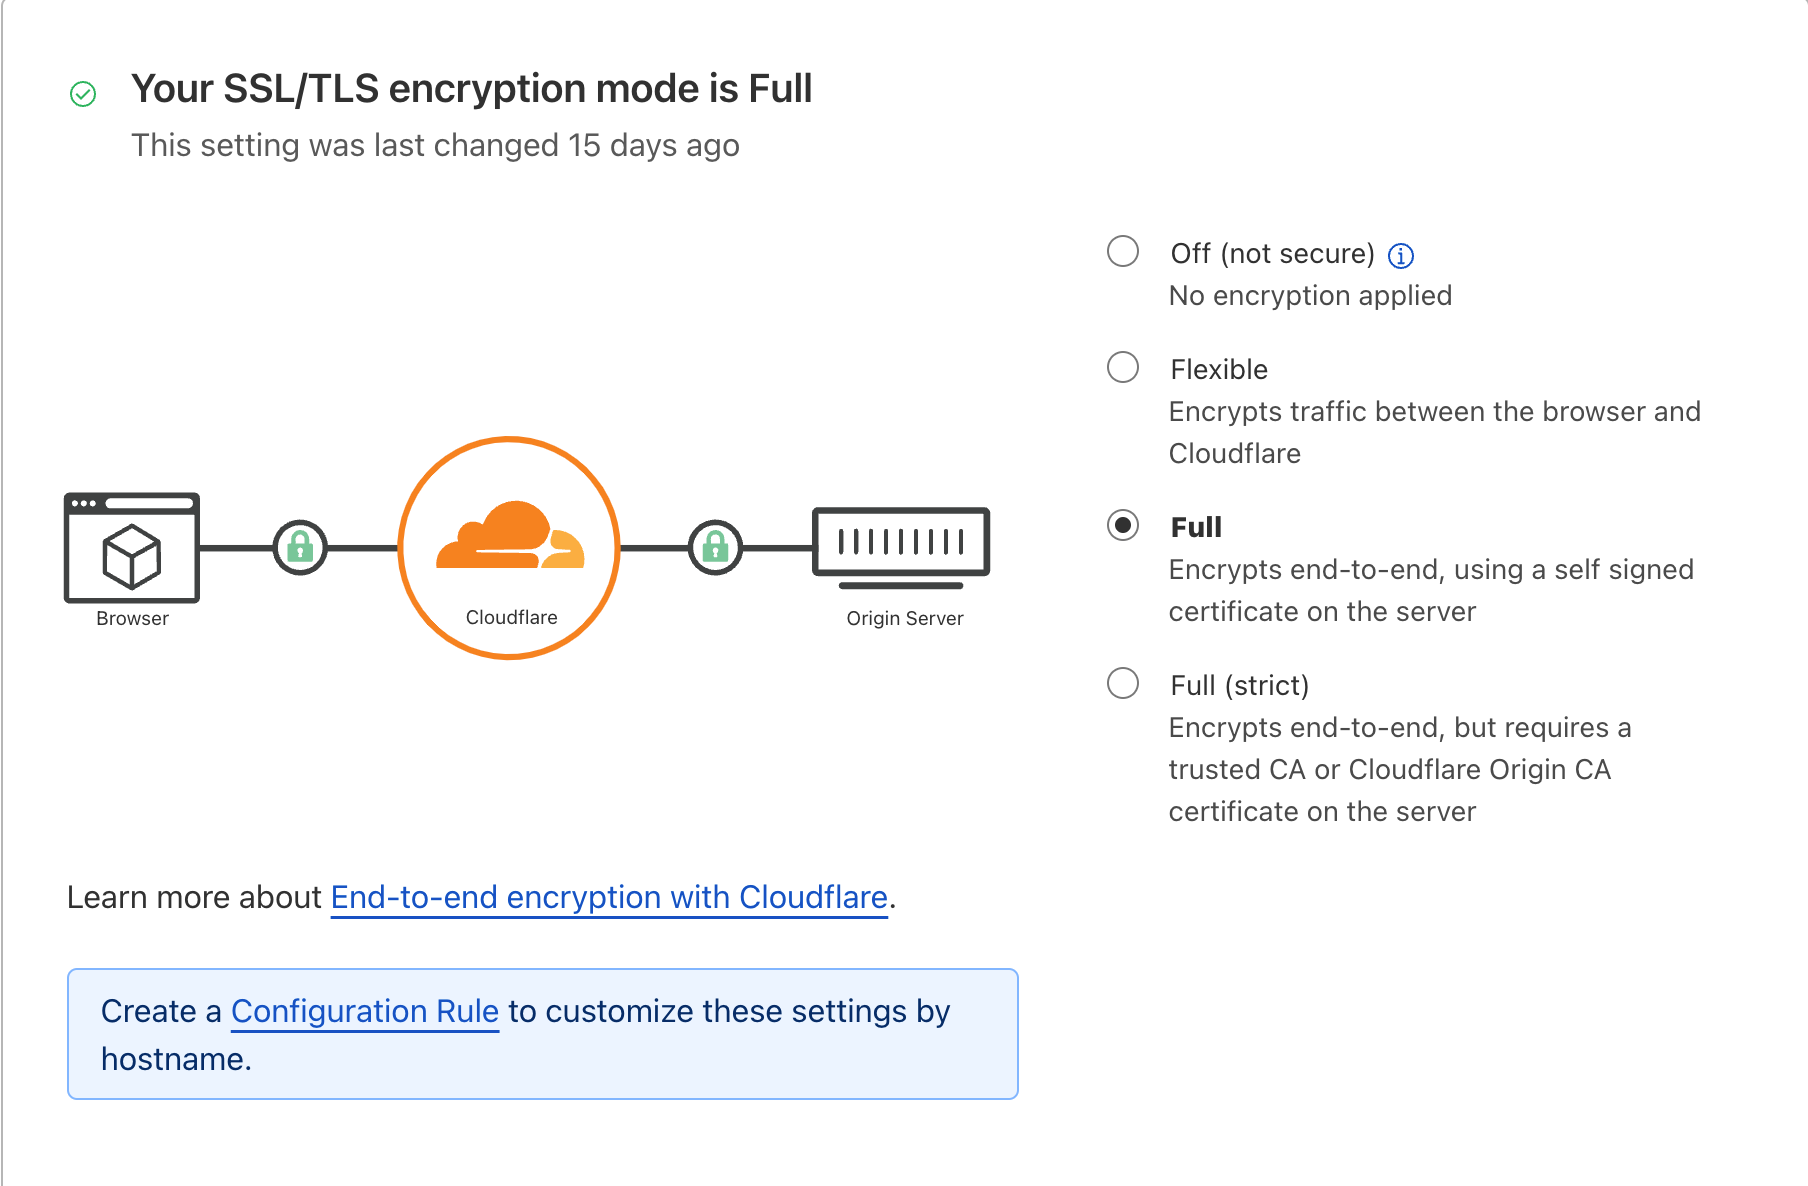 Your SSL/TLS encryption mode is Full
This setting was last changed 15 days ago
Off (not secure)
No encryption applied
Flexible
Encrypts traffic between the browser and
Cloudflare
Full
Encrypts end-to-end, using a self signed
certificate on the server
Full (strict)
Encrypts end-to-end, but requires a
trusted CA or Cloudflare Origin CA
certificate on the server
Browser
Cloudflare
Origin Server
Learn more about End-to-end encryption with Cloudflare.
Create a Configuration Rule to customize these settings by
hostname.